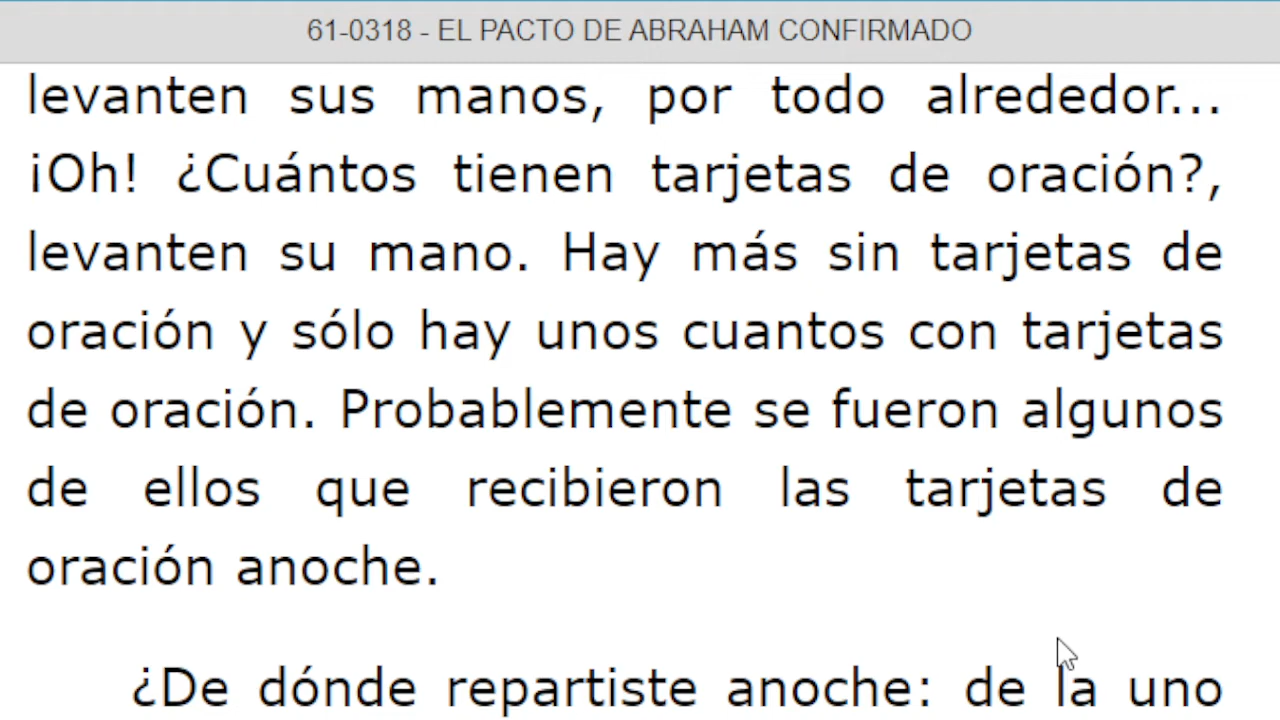 61-0318 - EL PACTO DE ABRAHAM CONFIRMADO
levanten sus manos, por todo alrededor...
¡Oh! ¿Cuántos tienen tarjetas de oración?,
levanten su mano. Hay más sin tarjetas de
oración y sólo hay unos cuantos con tarjetas
de oración. Probablemente se fueron algunos
de ellos que recibieron las tarjetas de
oración anoche.
¿De dónde repartiste anoche: de la uno